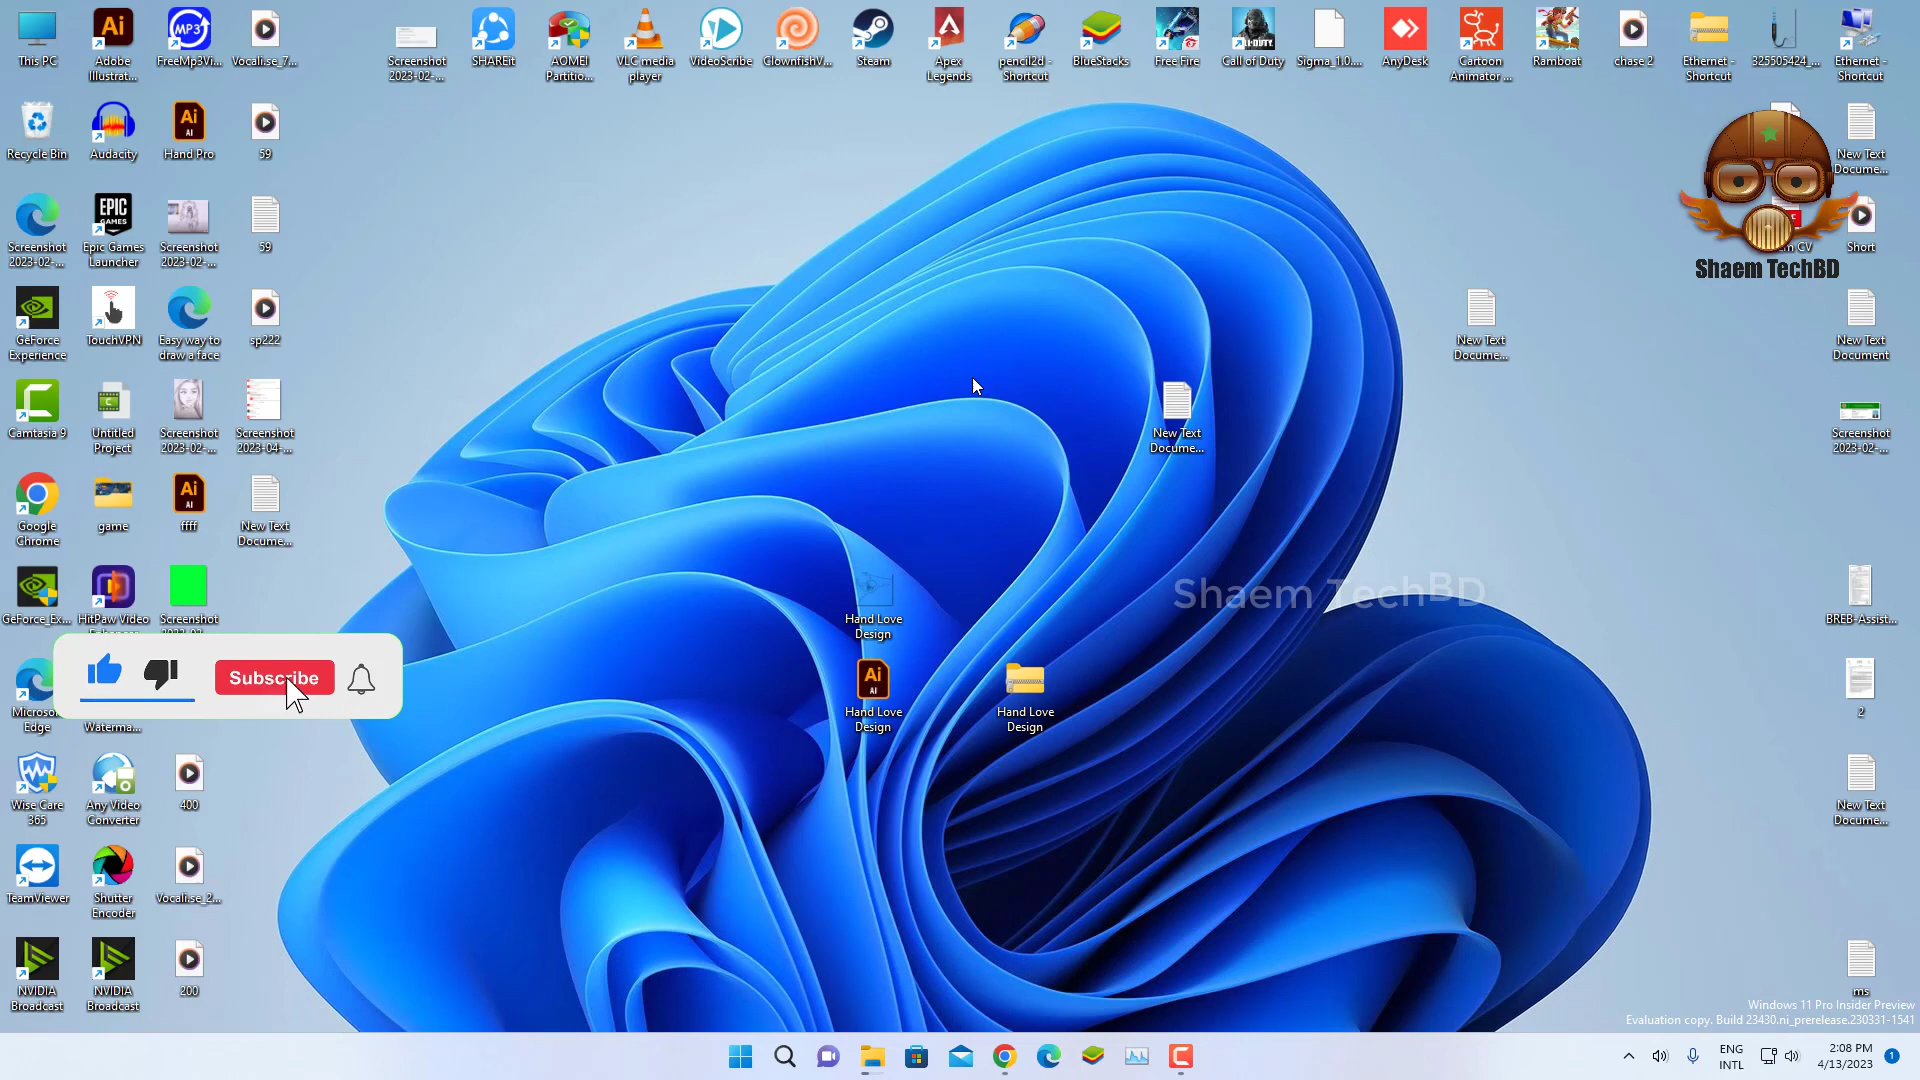 This PC
Adobe
Illustrat...
FreeMp3Vi...
Vocali.se_7...
Screenshot
2023-02-...
SHAREit
AOMEI
Partitio...
VLC media
player
VideoScribe
ClownfishV...
Steam
Apex
Legends
pencil2d -
Shortcut
BlueStacks
Free Fire
Call of Duty
Sigma_1.0....
AnyDesk
Cartoon
Animator ...
Ramboat
chase 2
Ethernet -
Shortcut
325505424_...
Ethernet -
Shortcut
Recycle Bin
Audacity
Hand Pro
59
New Text
Docume...
Screenshot
2023-02-...
Epic Games
Launcher
Screenshot
2023-02-...
59
CV
Short
Shaem TechBD
GeForce
Experience
TouchVPN
Easy way to
draw a face
sp222
New Text
Docume...
New Text
Document
Camtasia 9
Untitled
Project
Screenshot
2023-02-...
Screenshot
2023-04-...
New Text
Docume...
Screenshot
2023-02-...
Google
Chrome
game
ffff
New Text
Docume...
GeForce_Ex...
HitPaw Video
Screenshot
Hand Love
Design
Shaem TechBD
BREB-Assist...
Subscribe
Edge
Waterma...
Hand Love
Design
Hand Love
Design
2
Wise Care
365
Any Video
Converter
400
New Text
Docume...
TeamViewer
Shutter
Encoder
Vocali.se_2...
NVIDIA
Broadcast
NVIDIA
Broadcast
200
ms
Windows 11 Pro Insider Preview
Evaluation copy. Build 23430.ni_prerelease.230331-1541
ENG
INTL
2:08 PM
4/13/2023
1